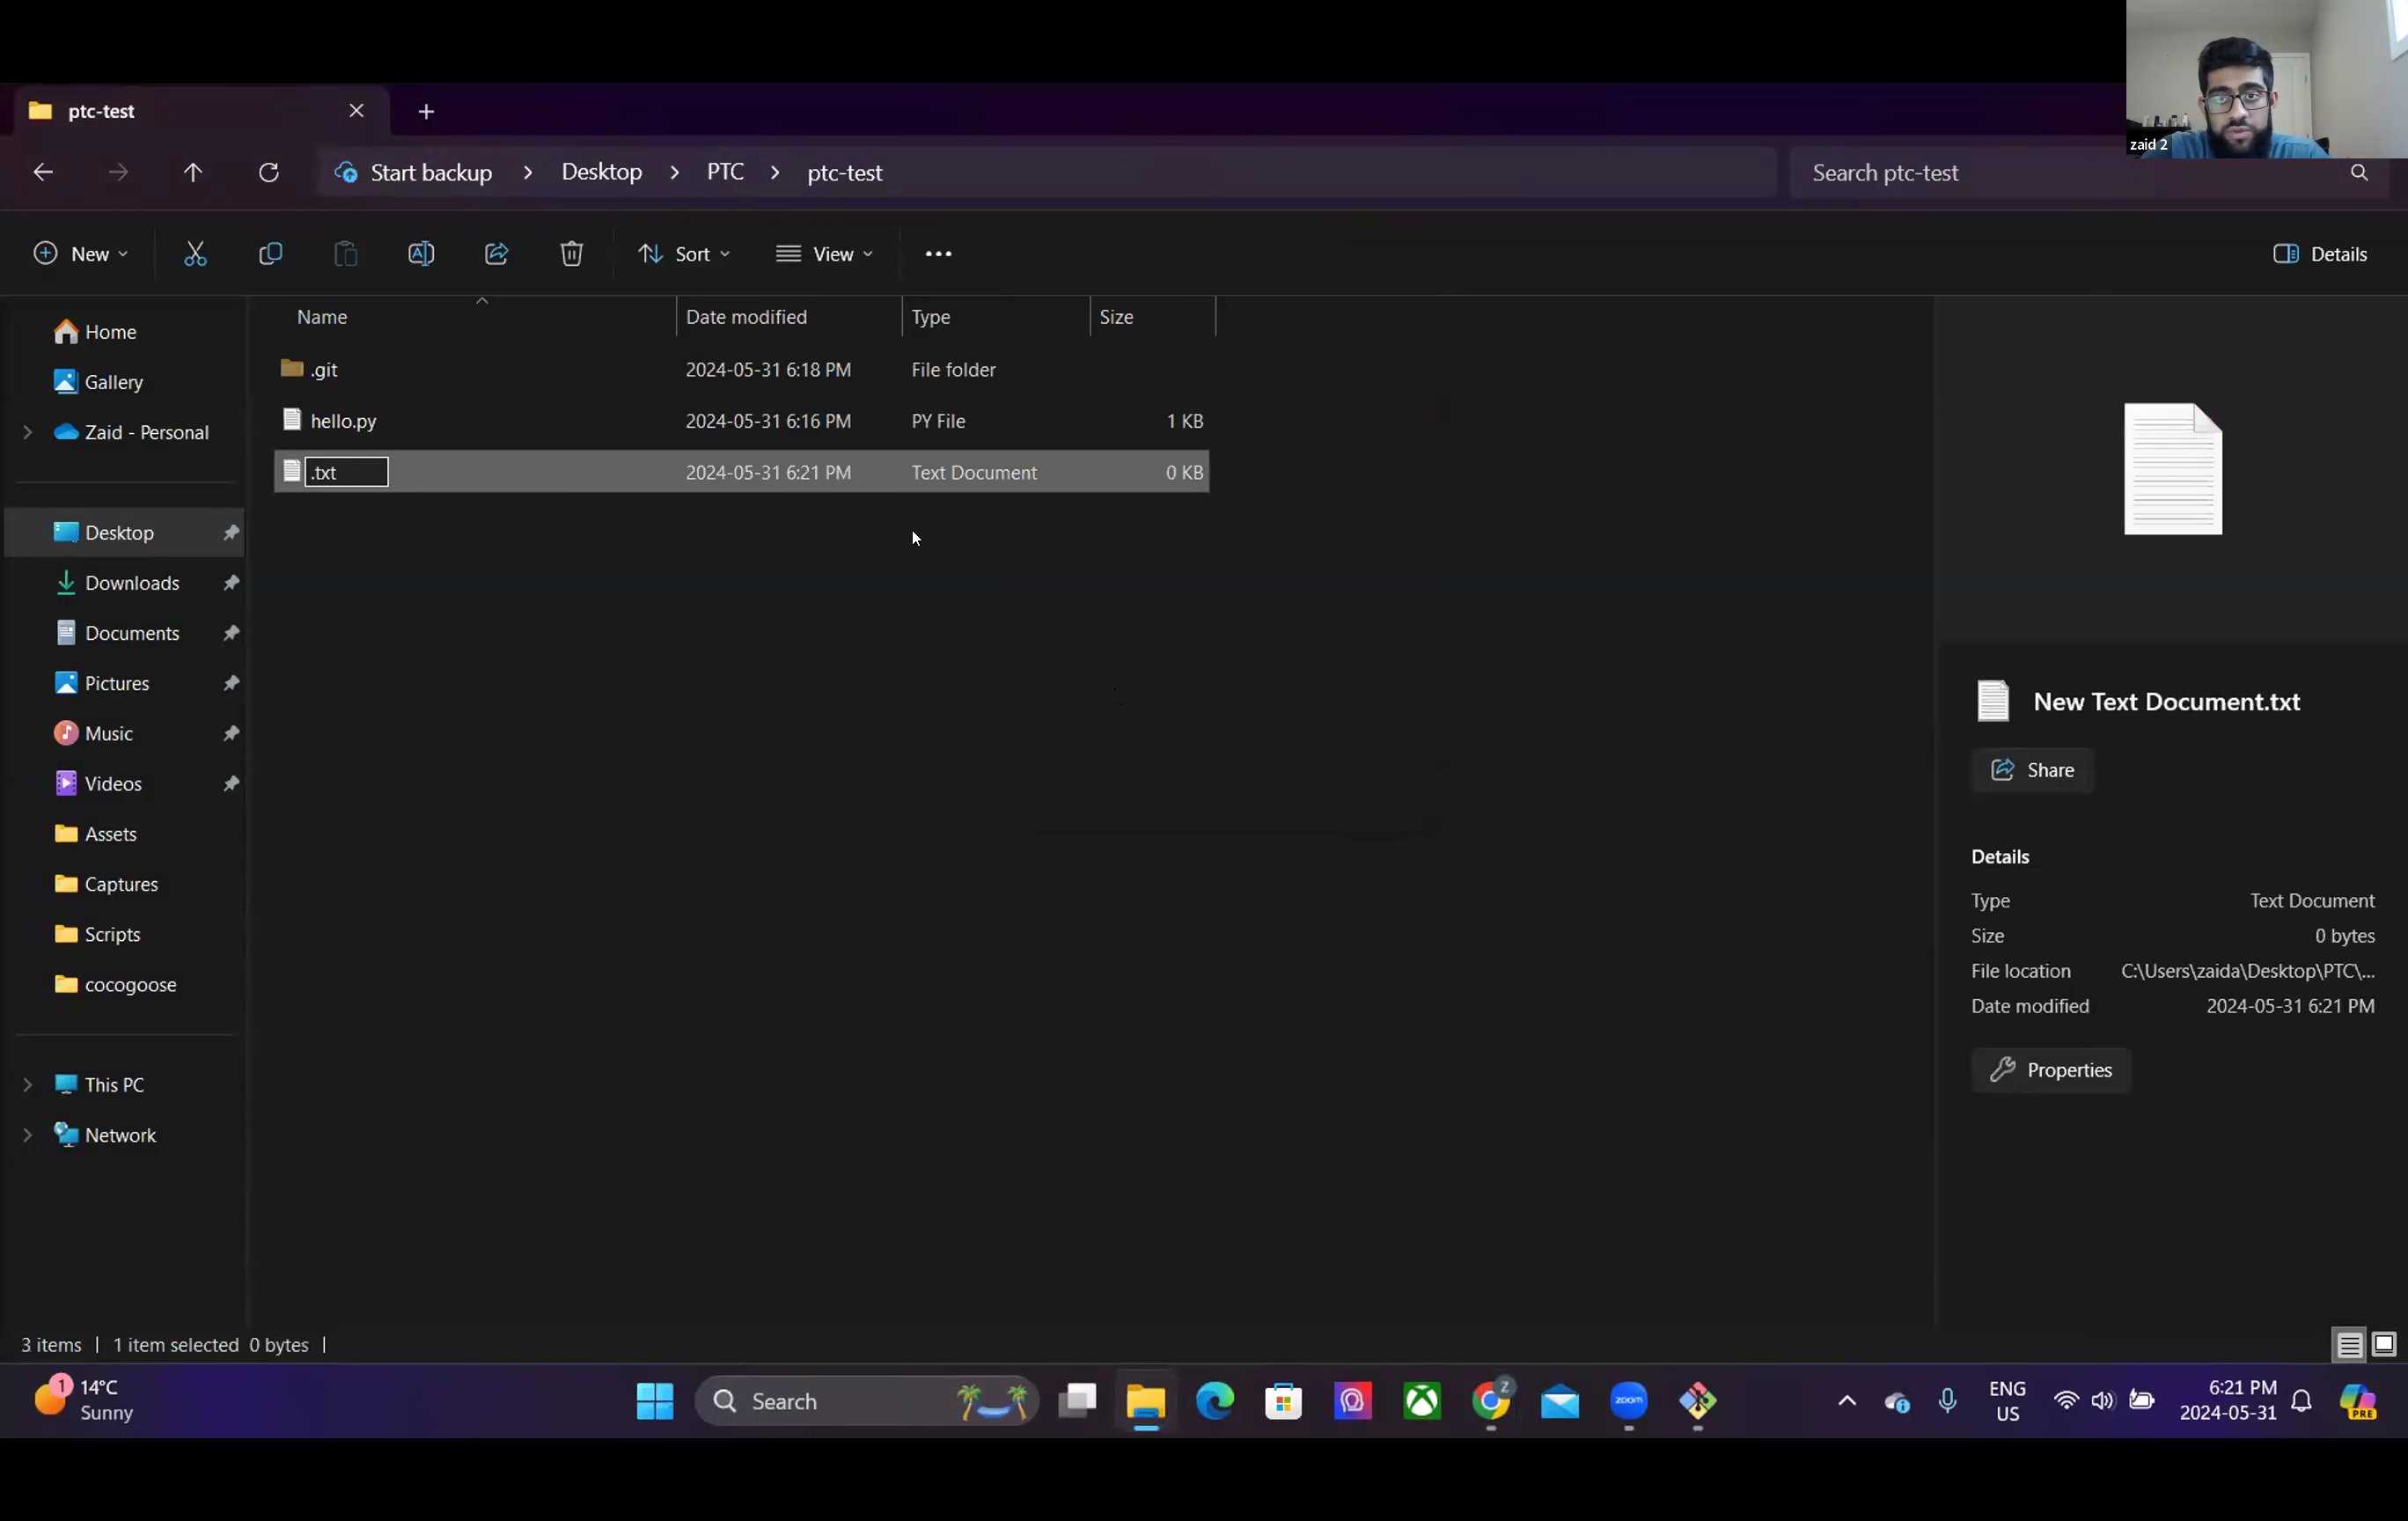 zaid 2
ptc-test
Start backup > Desktop > PTC > ptc-test
Search ptc-test
New
Sort
View
Details
Name Date modified Type Size
.git 2024-05-31 6:18 PM File folder
hello.py 2024-05-31 6:16 PM PY File 1 KB
.txt 2024-05-31 6:21 PM Text Document 0 KB
Home
Gallery
Zaid - Personal
Desktop
Downloads
Documents
Pictures
Music
Videos
Assets
Captures
Scripts
cocogoose
This PC
Network
New Text Document.txt
Share
Details
Type Text Document
Size 0 bytes
File location C:\Users\zaida\Desktop\PTC\...
Date modified 2024-05-31 6:21 PM
Properties
3 items | 1 item selected 0 bytes |
1
14°C
Sunny
Search
Z
zoom
ENG
US
6:21 PM
2024-05-31
PRE